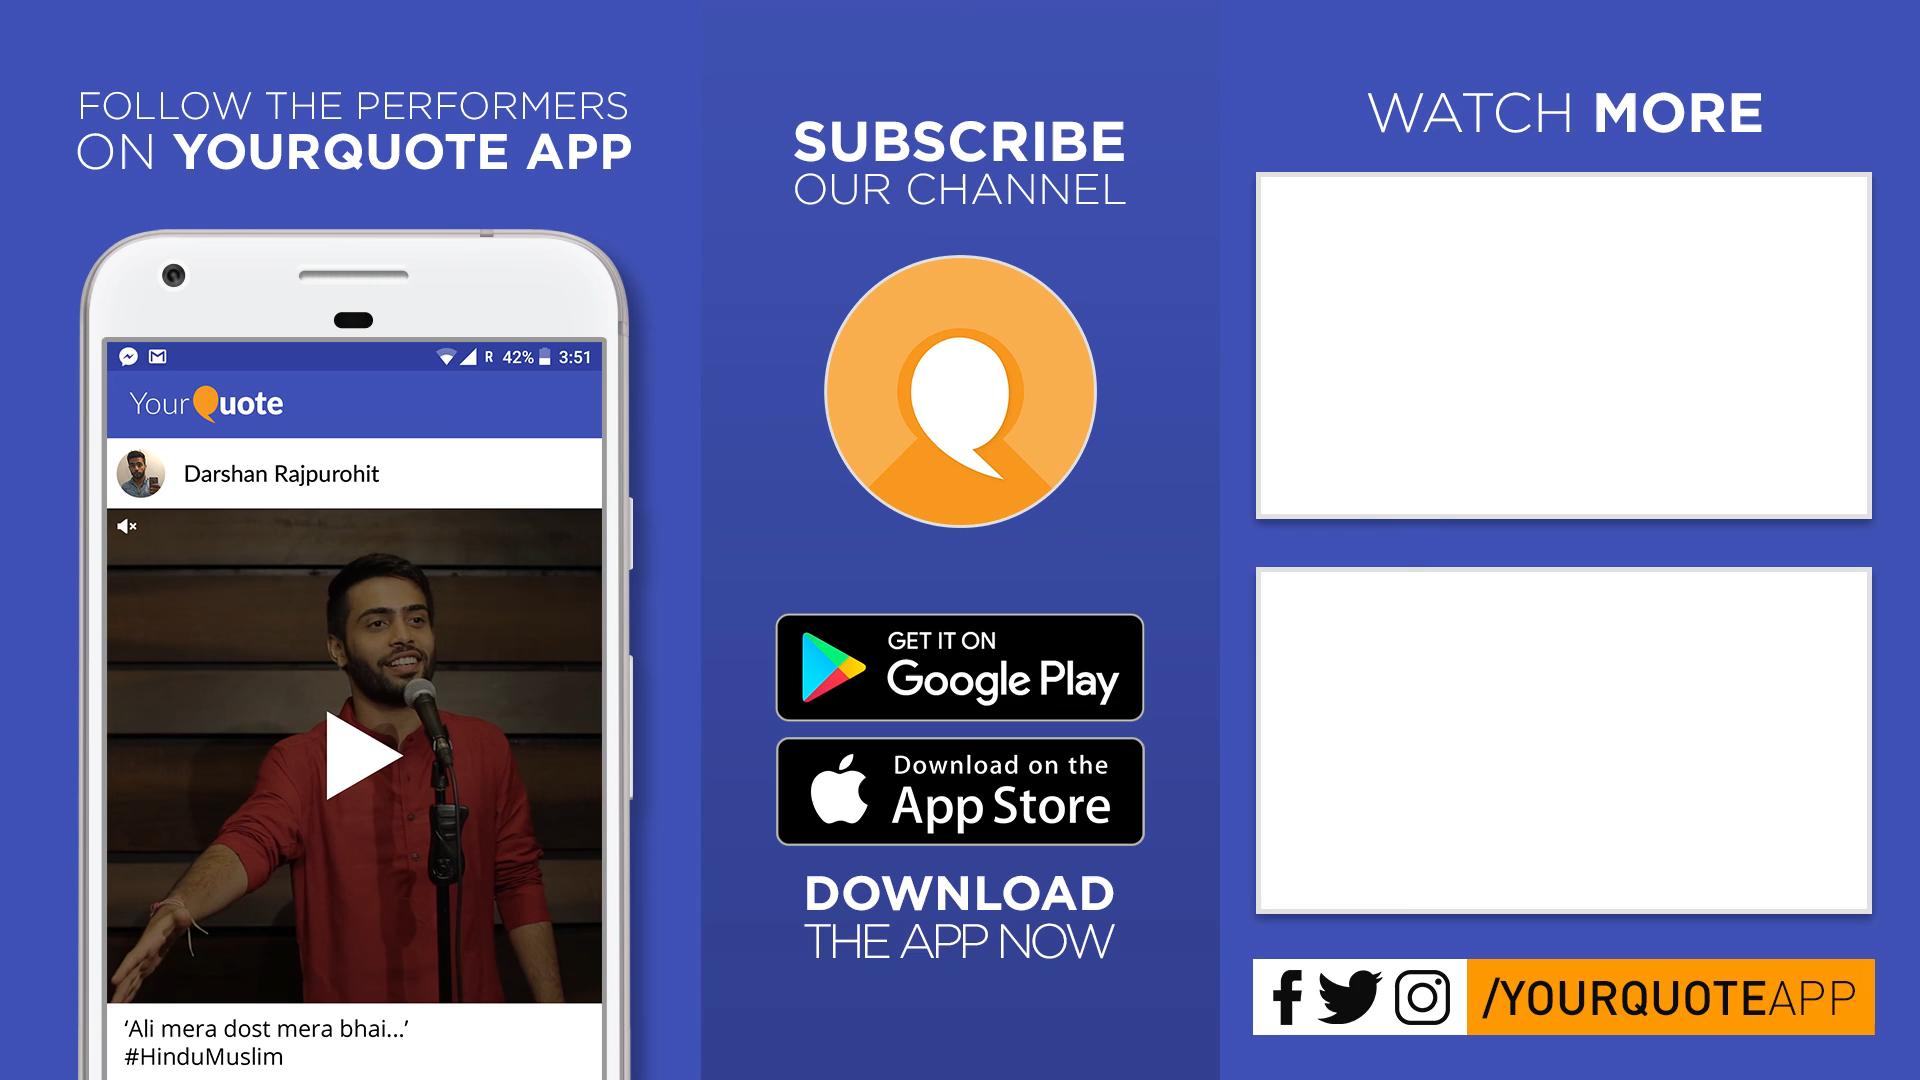 FOLLOW THE PERFORMERS
ON YOURQUOTE APP
R 42% 3:51
YourQuote
Darshan Rajpurohit
‘Ali mera dost mera bhai...’
#HinduMuslim
SUBSCRIBE
OUR CHANNEL
GET IT ON
Google Play
Download on the
App Store
DOWNLOAD
THE APP NOW
WATCH MORE
/YOURQUOTEAPP